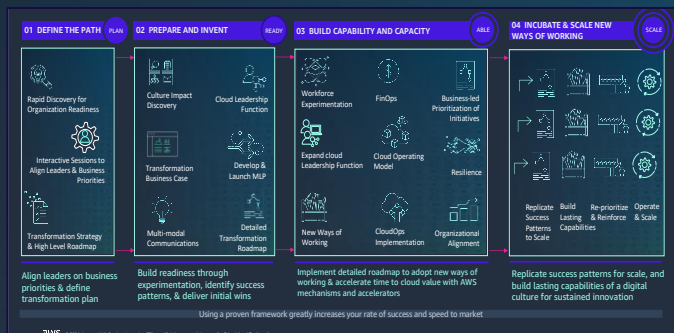 01 DEFINE THE PATH
PLAN
Rapid Discovery for
Organization Readiness
Interactive Sessions to
Align Leaders & Business
Priorities
Transformation Strategy
& High Level Roadmap
Align leaders on business
priorities & define
transformation plan
02 PREPARE AND INVENT
READY
Culture Impact
Discovery
Cloud Leadership
Function
Transformation
Business Case
Develop &
Launch MLP
Multi-modal
Communications
Detailed
Transformation
Roadmap
Build readiness through
experimentation, identify success
patterns, & deliver initial wins
03 BUILD CAPABILITY AND CAPACITY
ABLE
Workforce
Experimentation
FinOps
Business-led
Prioritization of
Initiatives
Expand cloud
Leadership Function
Cloud Operating
Model
Resilience
New Ways of
Working
CloudOps
Implementation
Organizational
Alignment
Implement detailed roadmap to adopt new ways of
working & accelerate time to cloud value with AWS
mechanisms and accelerators
04 INCUBATE & SCALE NEW
WAYS OF WORKING
SCALE
Replicate
Success
Patterns
to Scale
Build
Lasting
Capabilities
Re-prioritize
& Reinforce
Operate
& Scale
Replicate success patterns for scale, and
build lasting capabilities of a digital
culture for sustained innovation
Using a proven framework greatly increases your rate of success and speed to market
aws